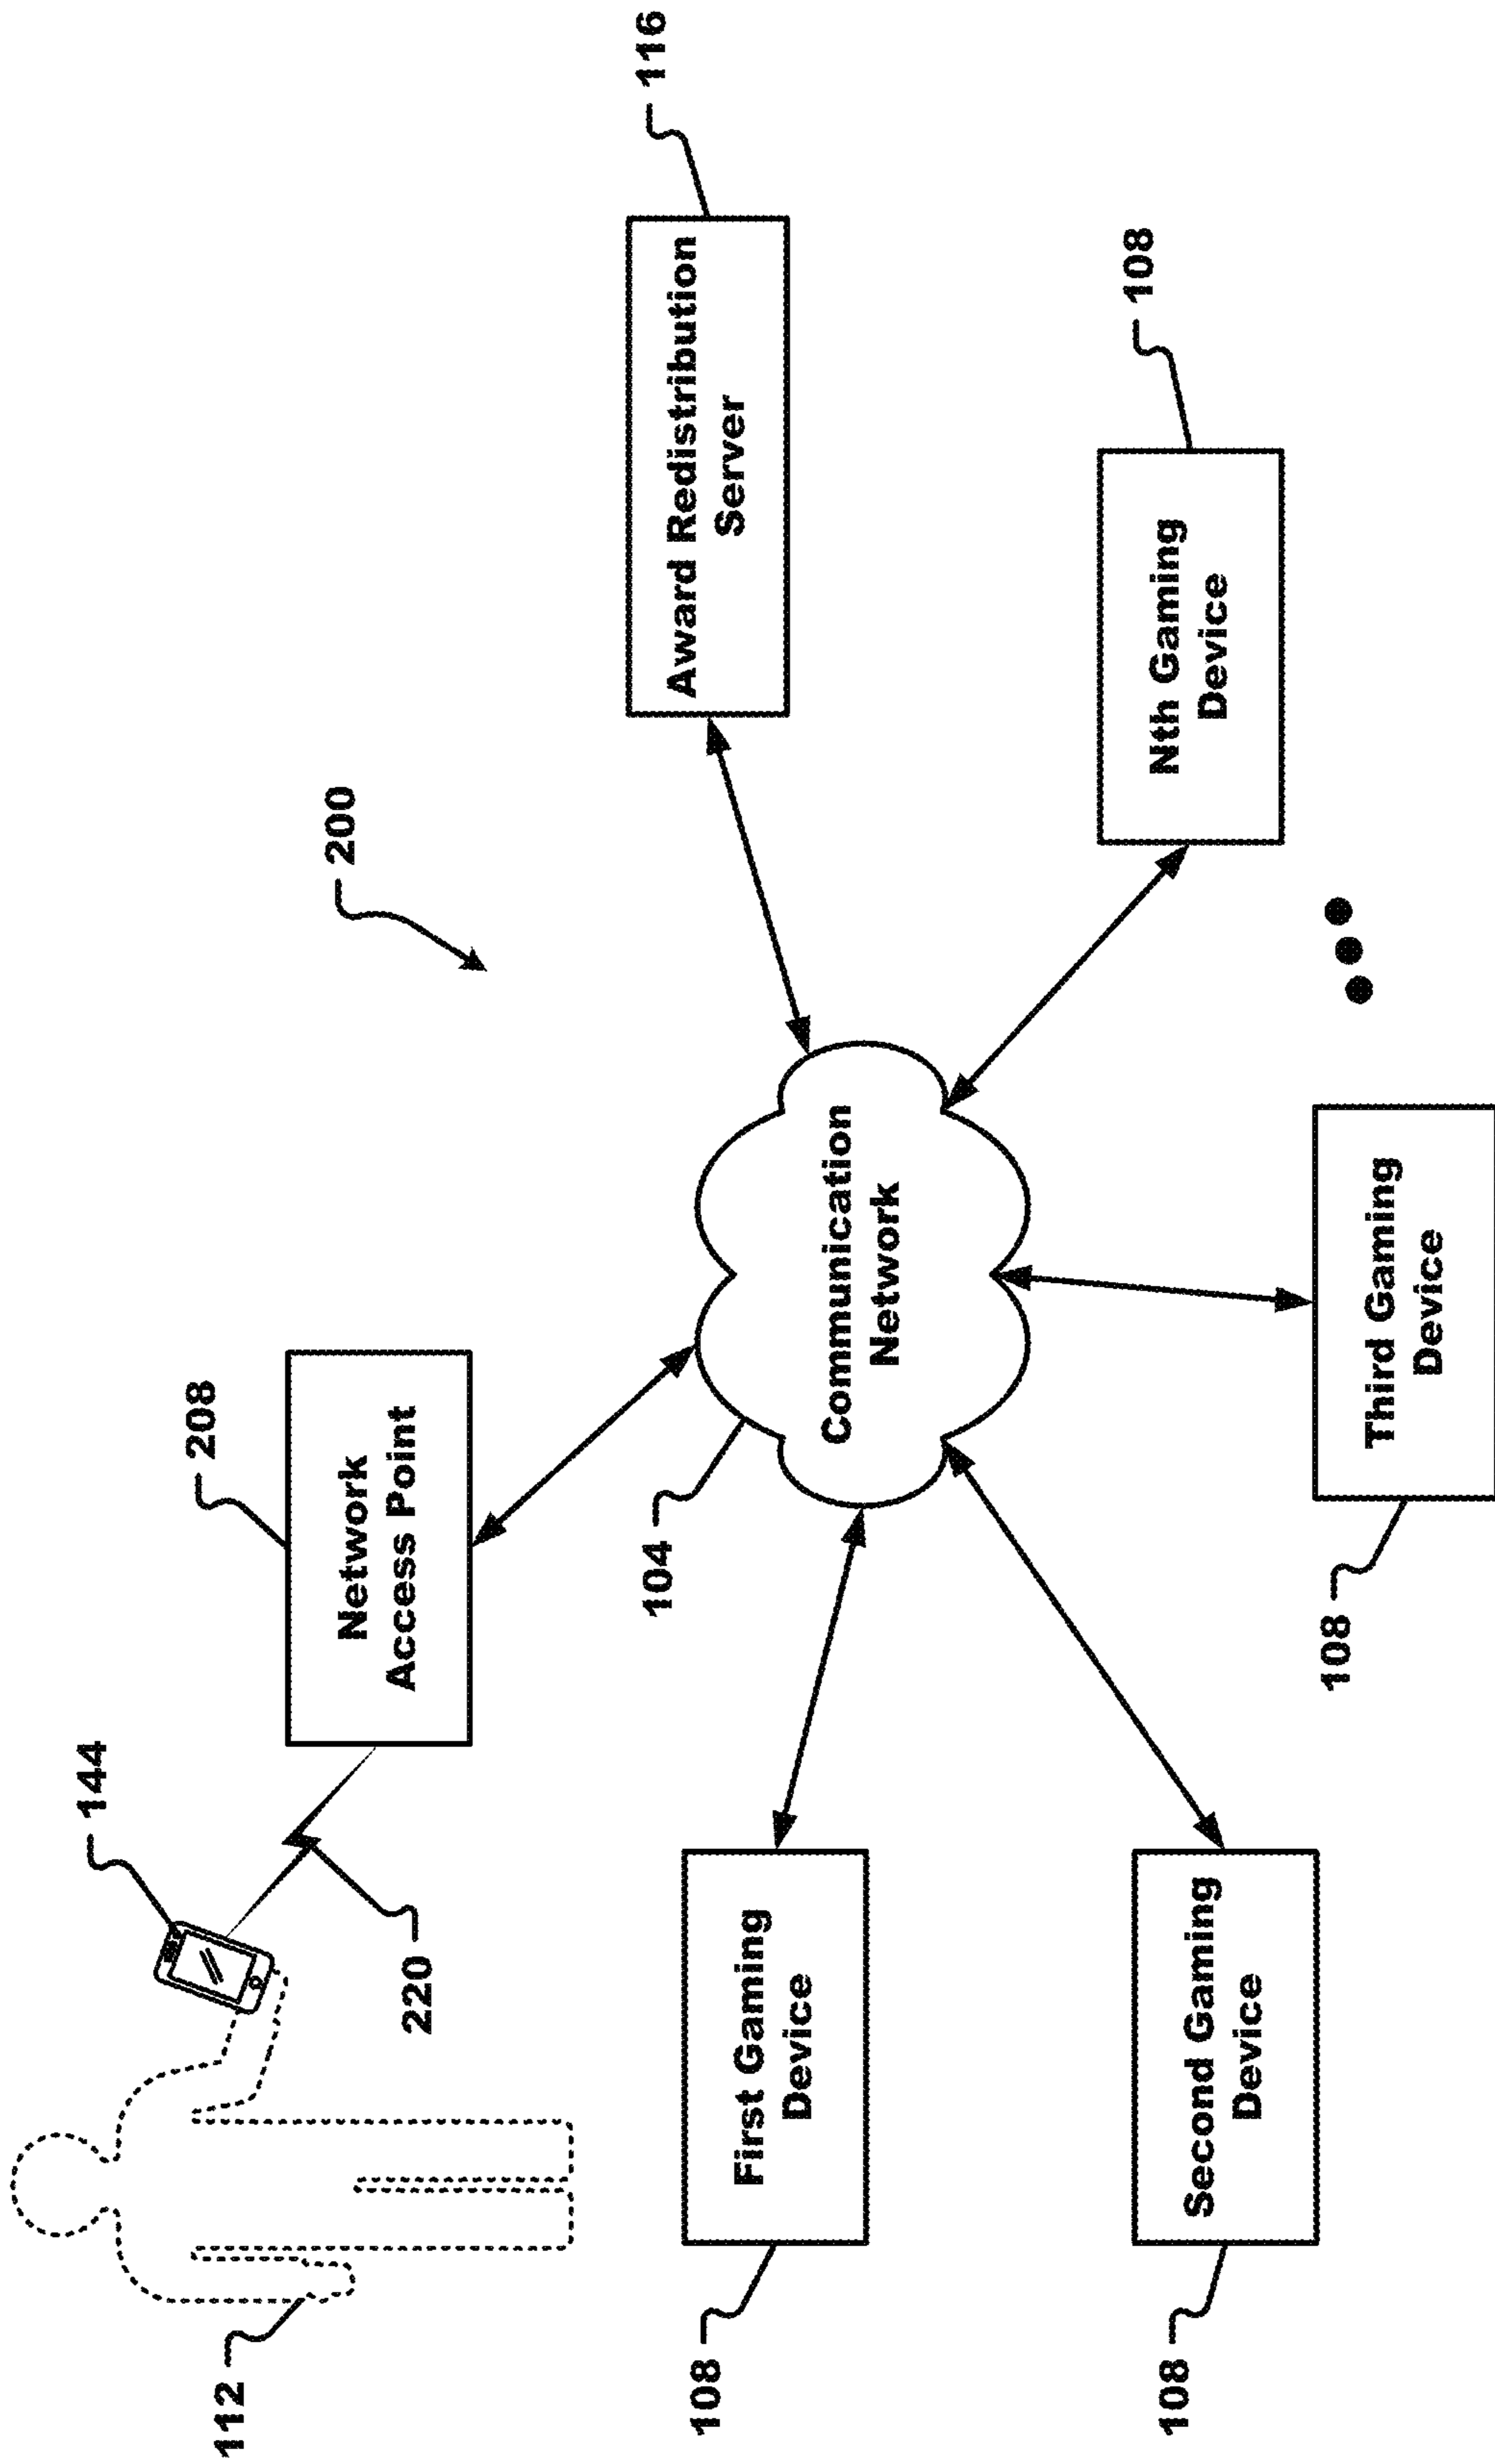 112
144
220
208
Network
Access Point
200
104
Communication
Network
Award Redistribution
Server
116
First Gaming
Device
108
Second Gaming
Device
108
Third Gaming
Device
108
Nth Gaming
Device
108